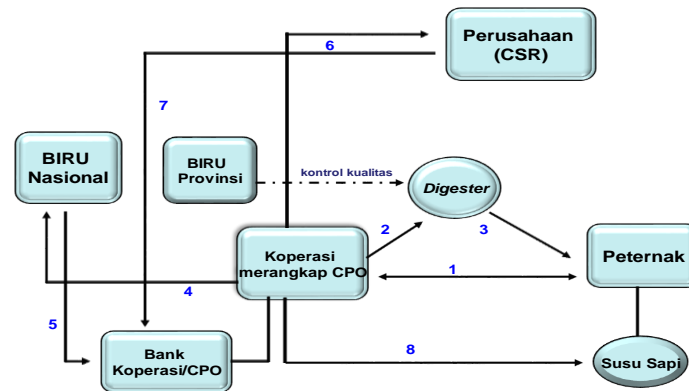 6
Perusahaan
(CSR)
7
BIRU
Nasional
BIRU
Provinsi
kontrol kualitas
Digester
2
3
Koperasi
merangkap CPO
1
Peternak
4
5
Bank
Koperasi/CPO
8
Susu Sapi